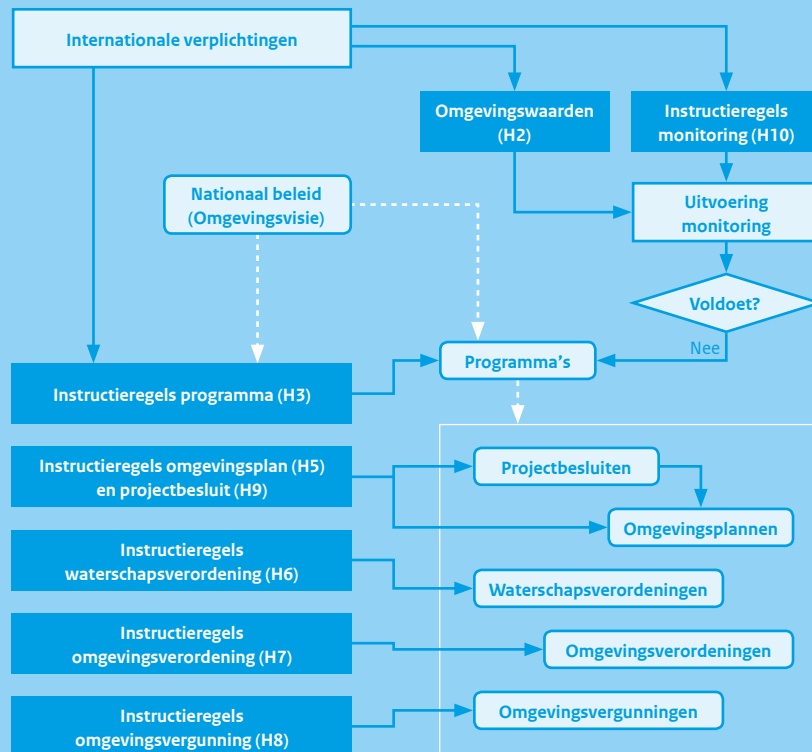 Internationale verplichtingen
Omgevingswaarden
(H2)
Instructieregels
monitoring (H10)
Nationaal beleid
(Omgevingsvisie)
Uitvoering
monitoring
Voldoet?
Nee
Programma's
Instructieregels programma (H3)
Instructieregels omgevingsplan (H5)
en projectbesluit (H9)
Projectbesluiten
Omgevingsplannen
Instructieregels
waterschapsverordening (H6)
Waterschapsverordeningen
Instructieregels
omgevingsverordening (H7)
Omgevingsverordeningen
Instructieregels
omgevingsvergunning (H8)
Omgevingsvergunningen